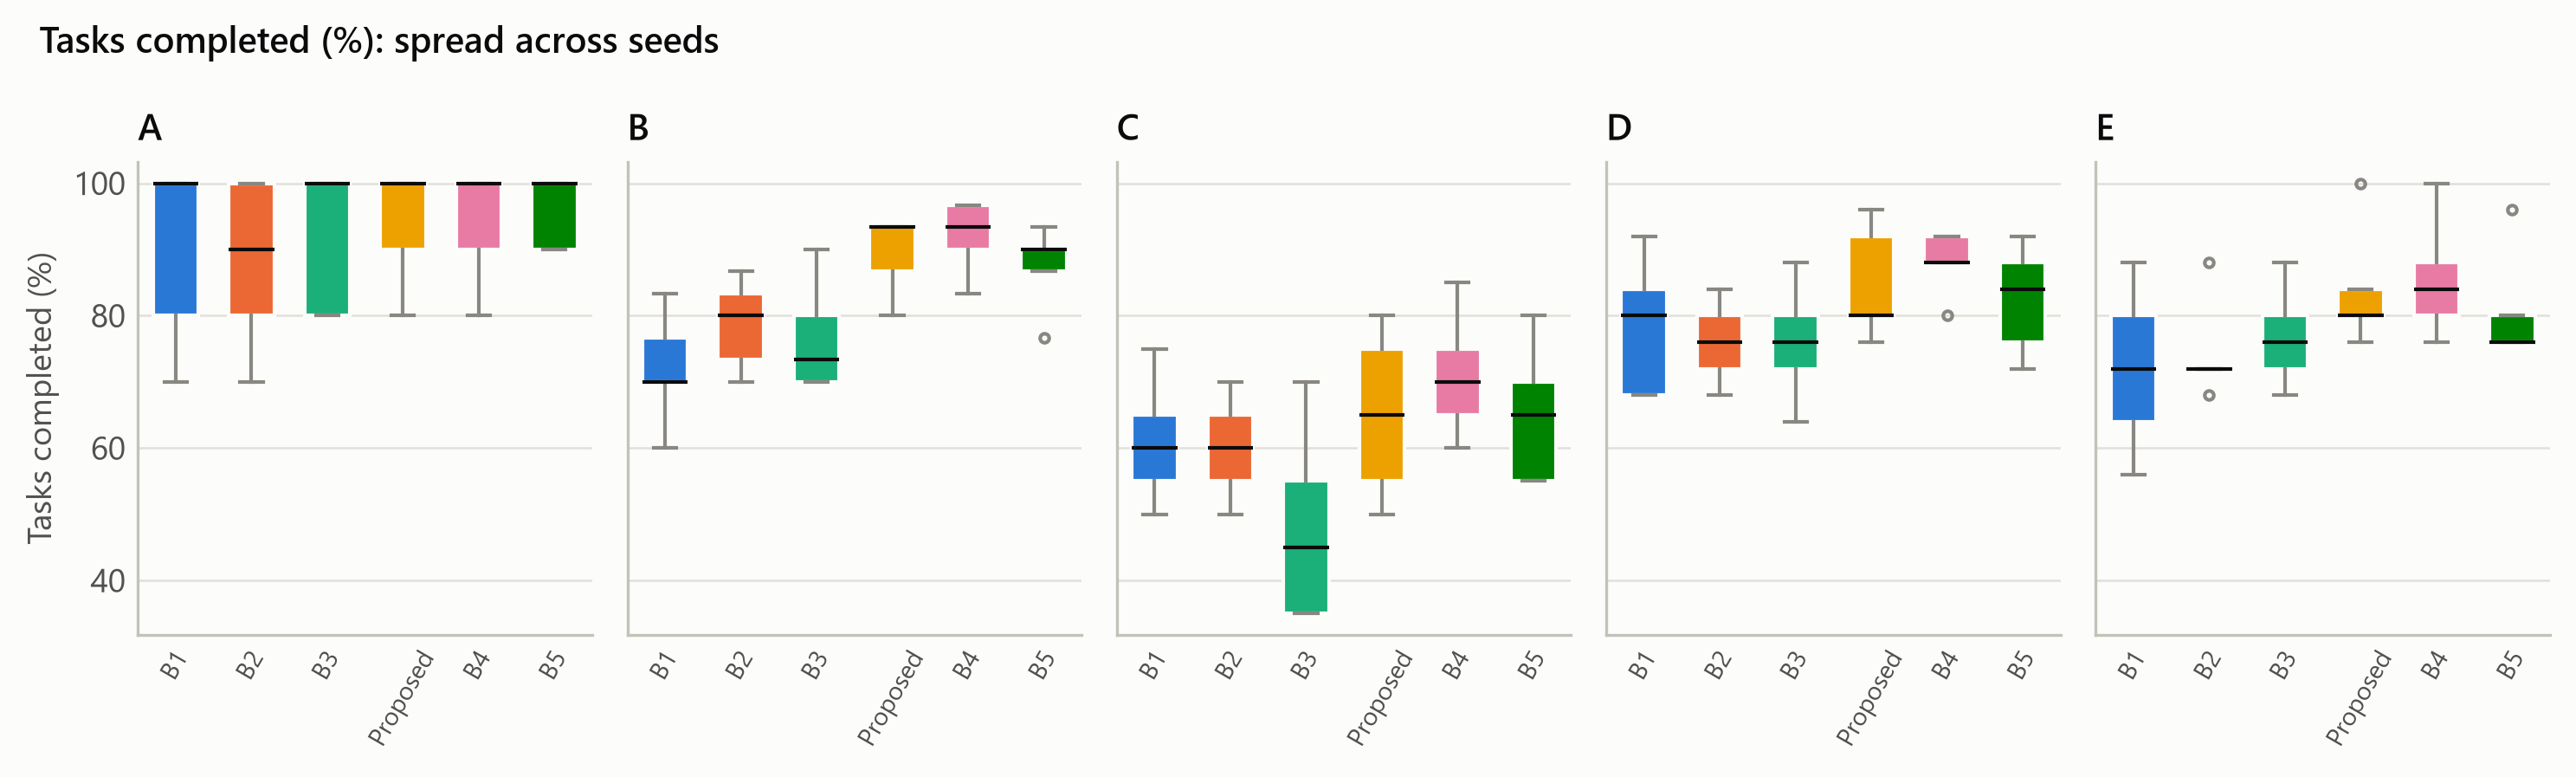 Tasks completed (%): spread across seeds
A
B
C
D
E
Tasks completed (%)
100
80
60
40
B1 B2 B3 Proposed B4 B5
B1 B2 B3 Proposed B4 B5
B1 B2 B3 Proposed B4 B5
B1 B2 B3 Proposed B4 B5
B1 B2 B3 Proposed B4 B5